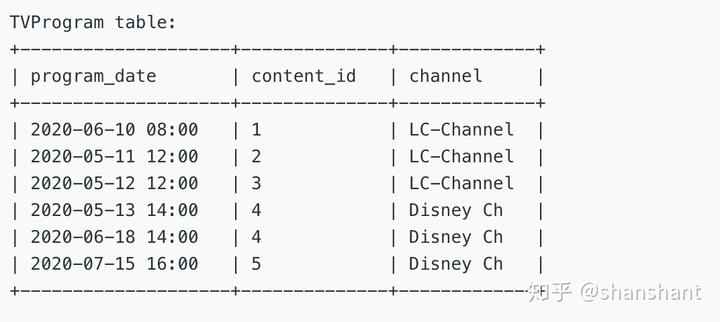 TVProgram table:
+--------------------+--------------+-------------+
| program_date       | content_id   | channel     |
+--------------------+--------------+-------------+
| 2020-06-10 08:00   | 1            | LC-Channel  |
| 2020-05-11 12:00   | 2            | LC-Channel  |
| 2020-05-12 12:00   | 3            | LC-Channel  |
| 2020-05-13 14:00   | 4            | Disney Ch   |
| 2020-06-18 14:00   | 4            | Disney Ch   |
| 2020-07-15 16:00   | 5            | Disney Ch   |
+--------------------+--------------+-------------+
知乎 @shanshant